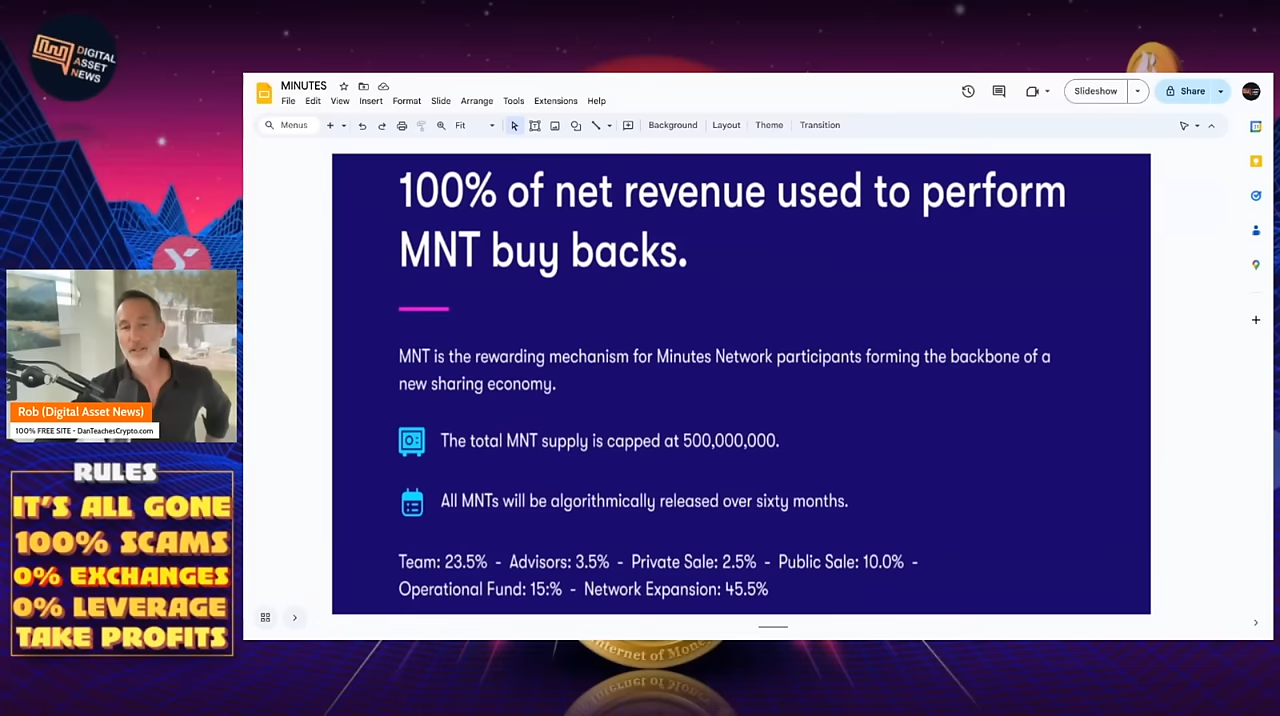 DIGITAL
ASSET
NEWS
MINUTES
File Edit View Insert Format Slide Arrange Tools Extensions Help
Slideshow
Share
Menus
Fit
Background
Layout
Theme
Transition
100% of net revenue used to perform
MNT buy backs.
MNT is the rewarding mechanism for Minutes Network participants forming the backbone of a
new sharing economy.
The total MNT supply is capped at 500,000,000.
All MNTs will be algorithmically released over sixty months.
Team: 23.5% - Advisors: 3.5% - Private Sale: 2.5% - Public Sale: 10.0% -
Operational Fund: 15:% - Network Expansion: 45.5%
Rob (Digital Asset News)
100% FREE SITE - DanTeachesCrypto.com
RULES
IT'S ALL GONE
100% SCAMS
0% EXCHANGES
0% LEVERAGE
TAKE PROFITS
Internet of Money